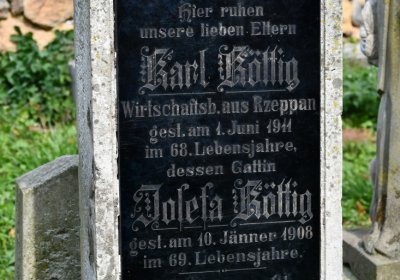 Hier ruhen
unsere lieben Eltern
Karl Köttig
Wirtschaftsb. aus Rzeppan
gest. am 1. Juni 1911
im 68. Lebensjahre,
dessen Gattin
Josefa Köttig
gest. am 10. Jänner 1908
im 69. Lebensjahre.